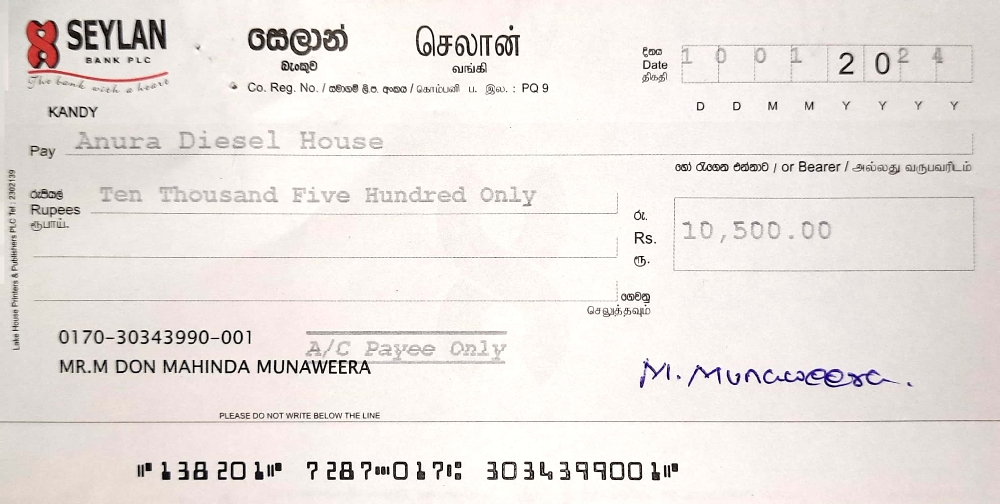 SEYLAN
BANK PLC
The bank with a heart
සෙලාන් செலான்
බැංකුව வங்கி
Co. Reg. No. / සමාගම් ලි.ප. අංකය / கொம்பனி ப. இல. : PQ 9
දිනය
Date
திகதி
1 0 0 1 2 0 2 4
D D M M Y Y Y Y
KANDY
Pay Anura Diesel House
හෝ රැගෙන එන්නාට / or Bearer / அல்லது வருபவரிடம்
රුපියල්
Rupees
ரூபாய்.
Ten Thousand Five Hundred Only
රු.
Rs.
ரூ.
10,500.00
ගෙවනු
செலுத்தவும்
0170-30343990-001
A/C Payee Only
MR.M DON MAHINDA MUNAWEERA
M. Munaweera.
PLEASE DO NOT WRITE BELOW THE LINE
⑈138201⑈ 7287⑉017⑆ 3034399001⑈
Lake House Printers & Publishers PLC Tel : 2302139